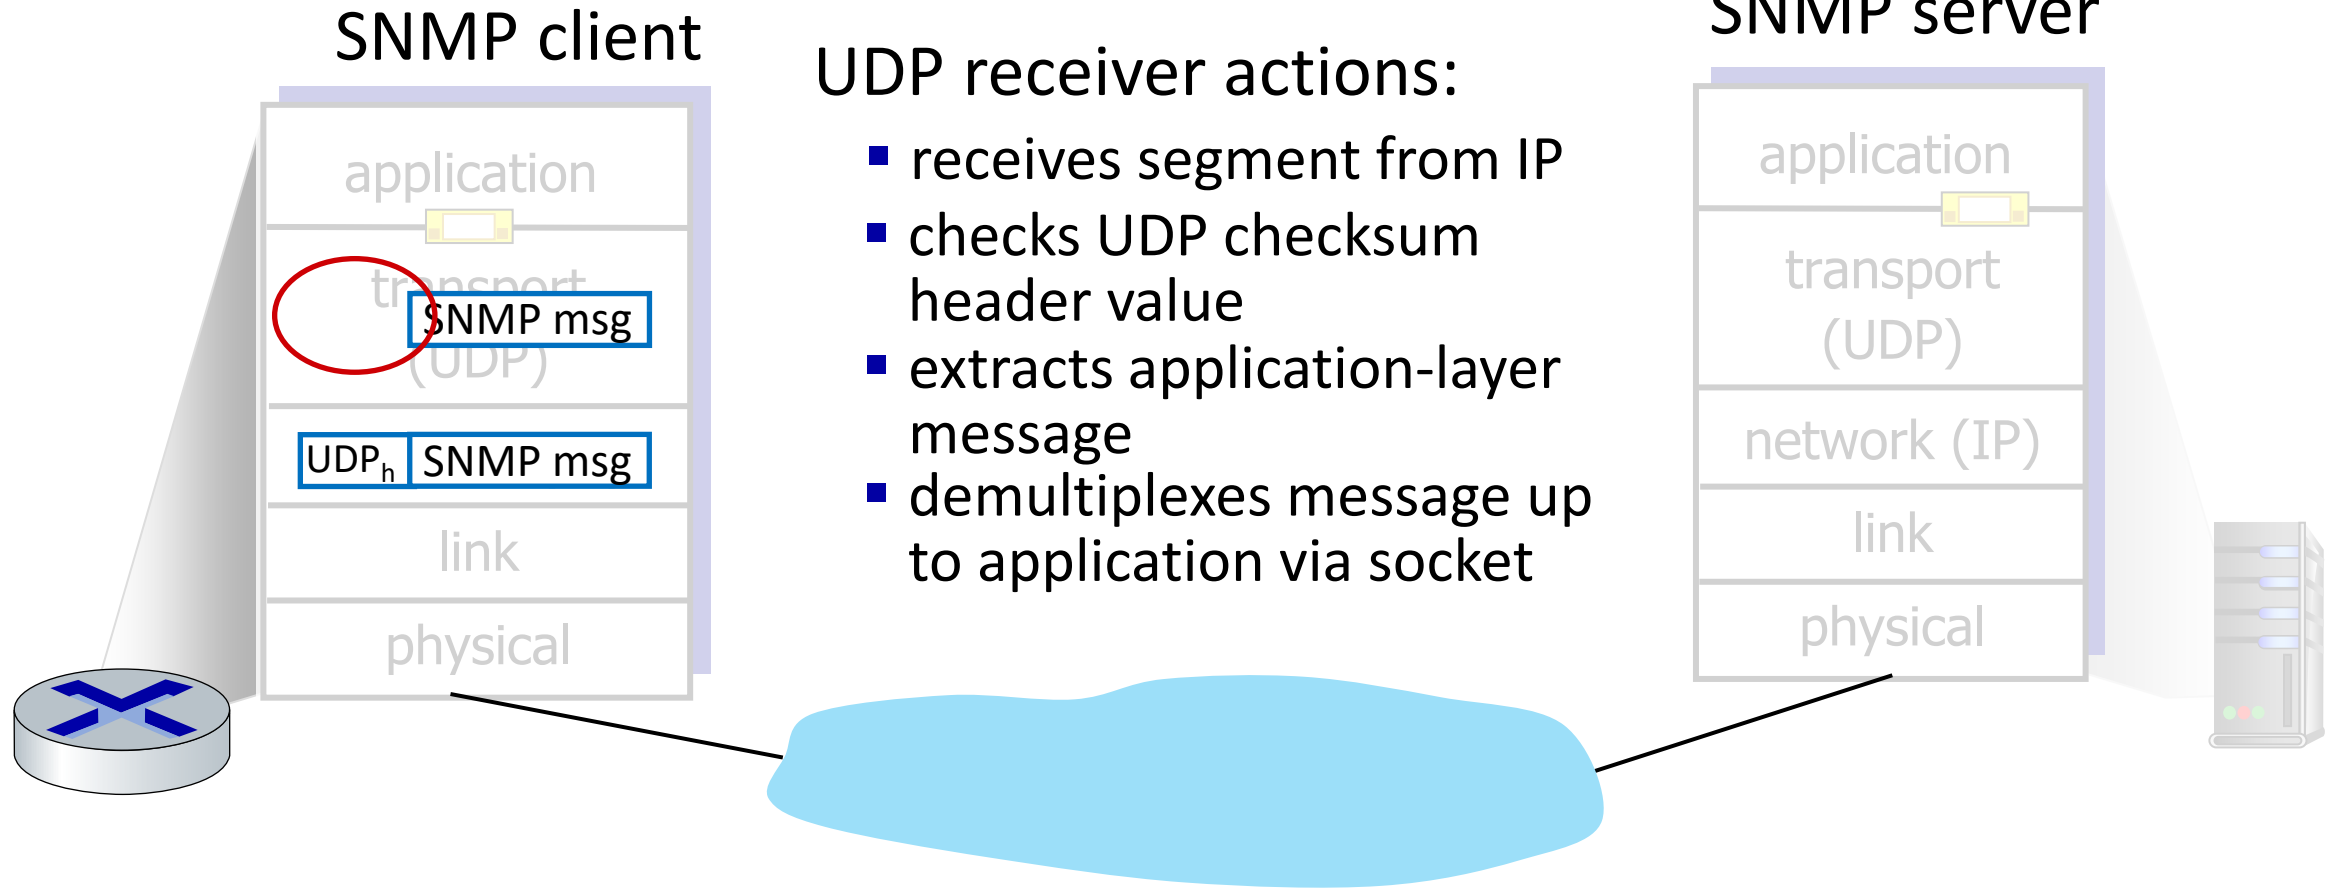 SNMP client
application
transport
SNMP msg
(UDP)
UDPh SNMP msg
link
physical
UDP receiver actions:
receives segment from IP
checks UDP checksum
header value
extracts application-layer
message
demultiplexes message up
to application via socket
SNMP server
application
transport
(UDP)
network (IP)
link
physical